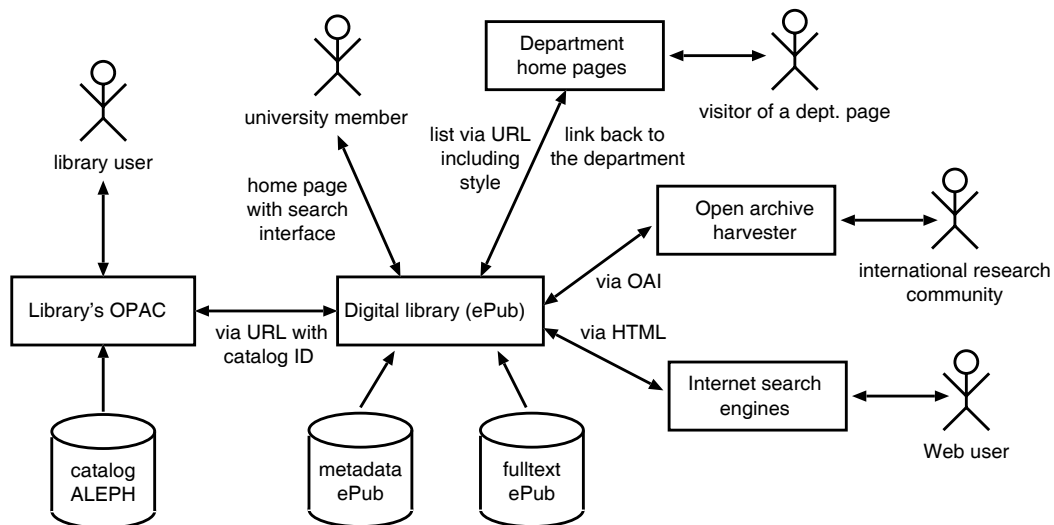 Department
home pages
visitor of a dept. page
university member
library user
list via URL
including
style
link back to
the department
home page
with search
interface
Open archive
harvester
international research
community
via OAI
Library's OPAC
via URL with
catalog ID
Digital library (ePub)
via HTML
Internet search
engines
Web user
catalog
ALEPH
metadata
ePub
fulltext
ePub